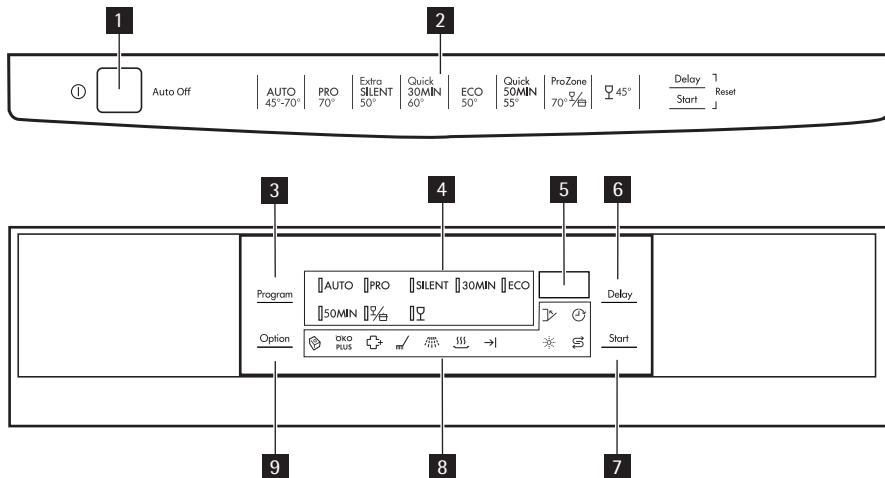 1
2
Auto Off
AUTO
45°-70°
PRO
70°
Extra
SILENT
50°
Quick
30MIN
60°
ECO
50°
Quick
50MIN
55°
ProZone
70°
45°
Delay
Start
Reset
3
4
5
6
Program
AUTO PRO SILENT 30MIN ECO
Delay
50MIN
Option
ÖKO
PLUS
Start
9
8
7